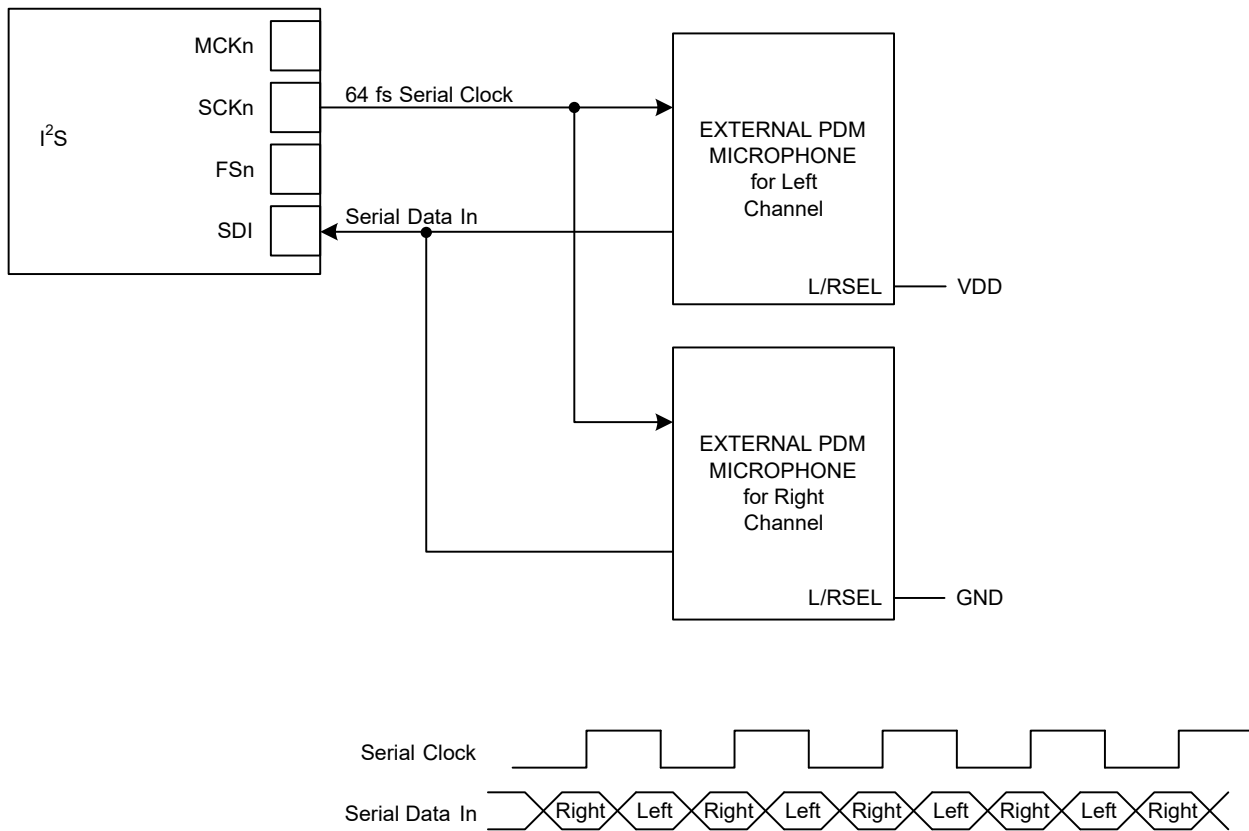 MCKn
SCKn
I²S
FSn
SDI
64 fs Serial Clock
Serial Data In
EXTERNAL PDM
MICROPHONE
for Left
Channel
L/RSEL
VDD
EXTERNAL PDM
MICROPHONE
for Right
Channel
L/RSEL
GND
Serial Clock
Serial Data In
Right Left Right Left Right Left Right Left Right